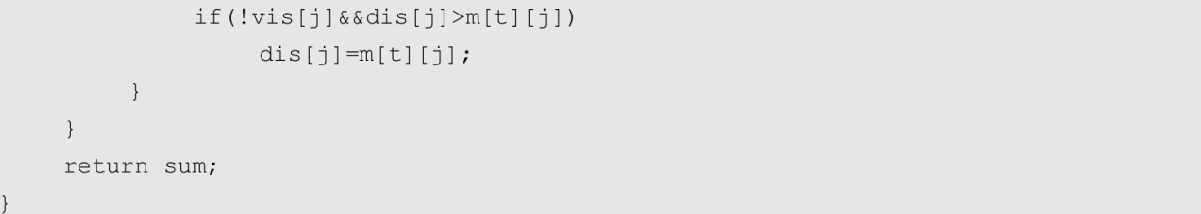 if(!vis[j]&&dis[j]>m[t][j])
dis[j]=m[t][j];
}
}
return sum;
}